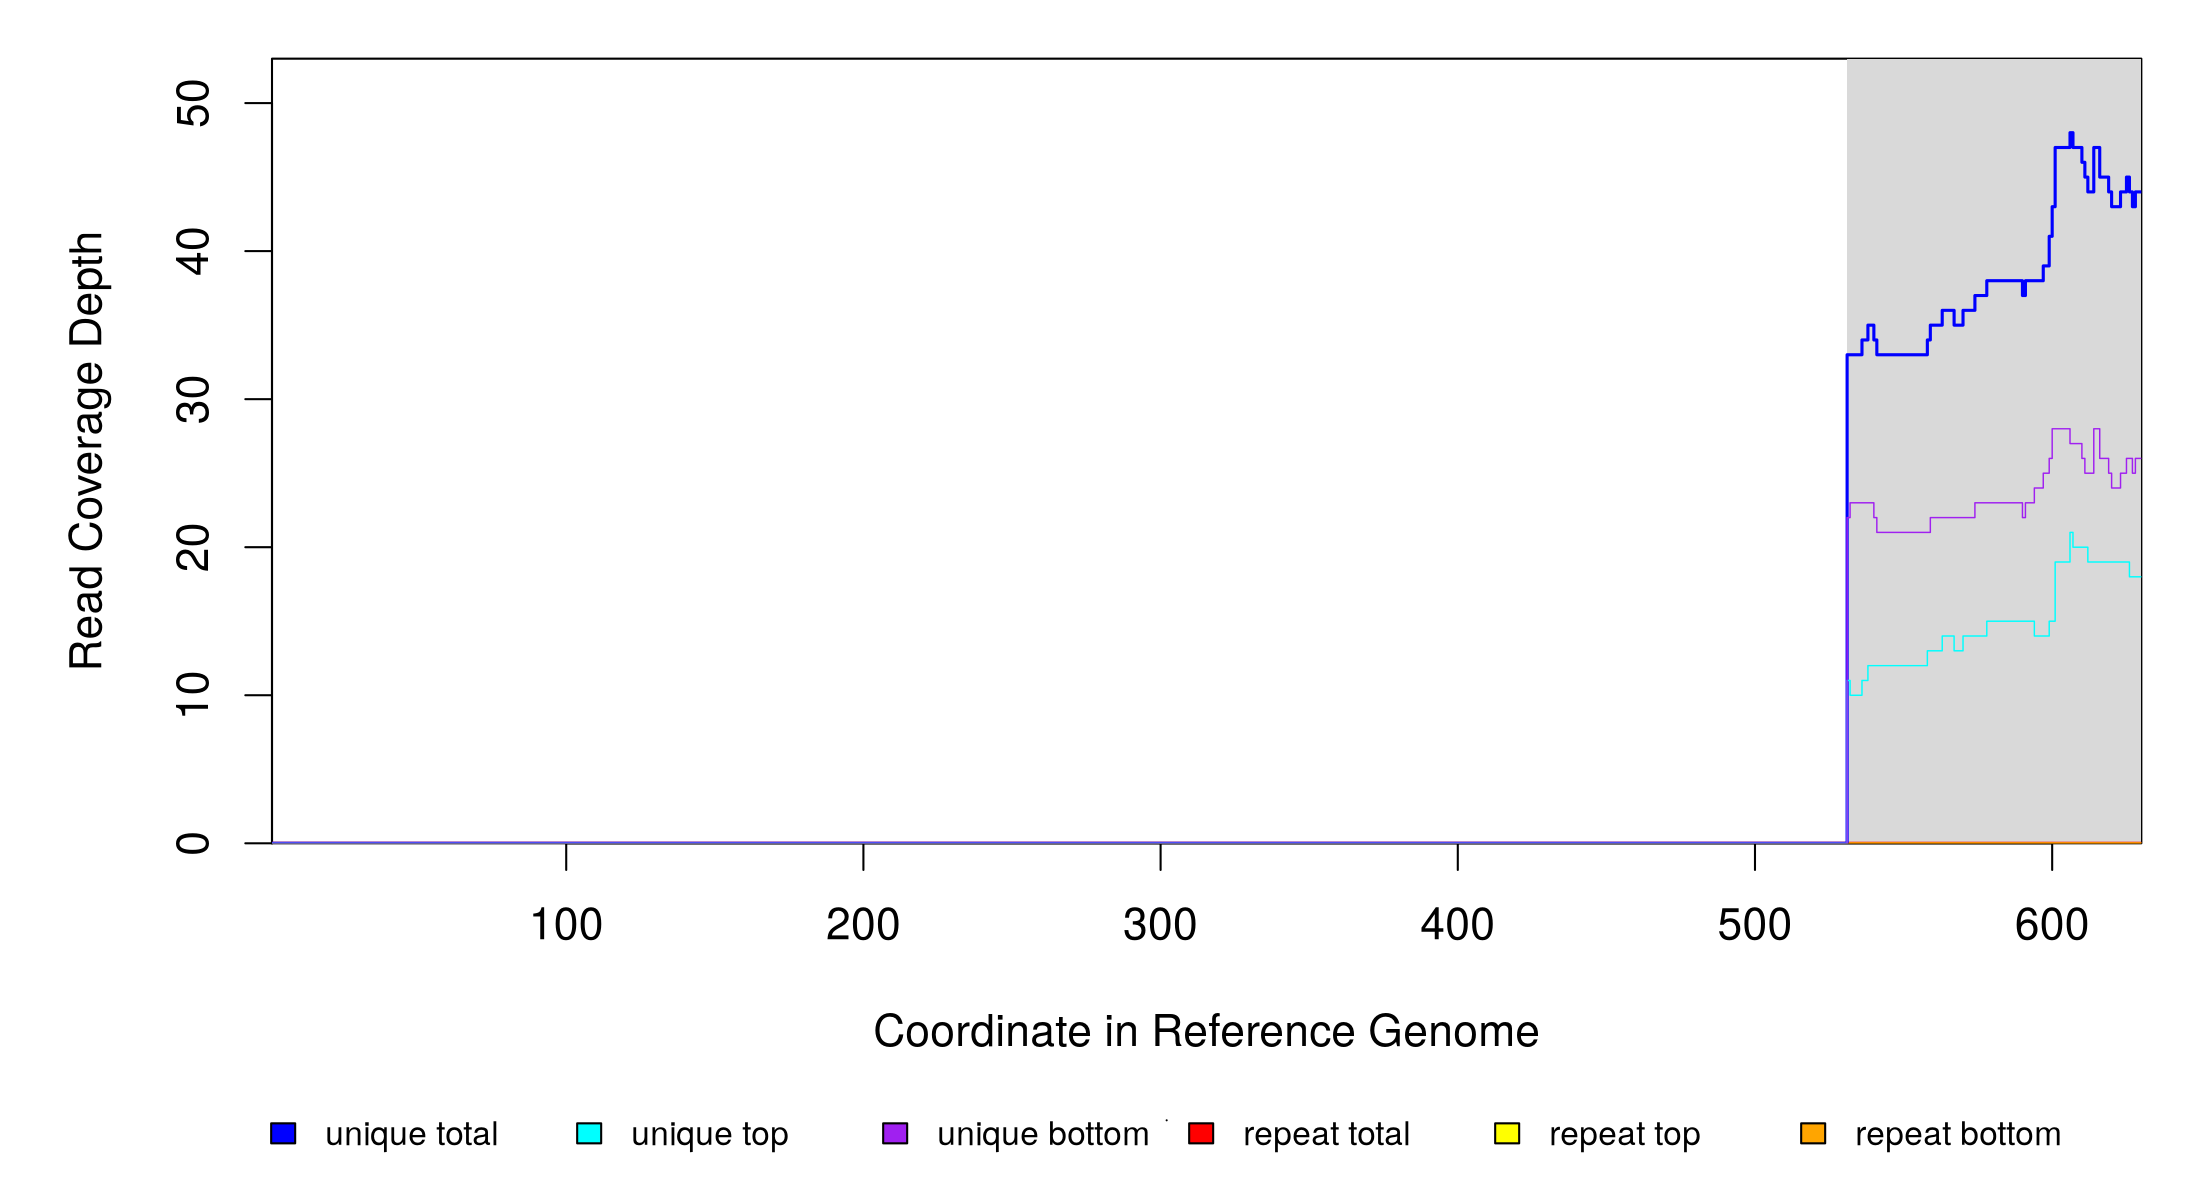 50
40
30
20
10
0
Read Coverage Depth
100 200 300 400 500 600
Coordinate in Reference Genome
unique total unique top unique bottom repeat total repeat top repeat bottom